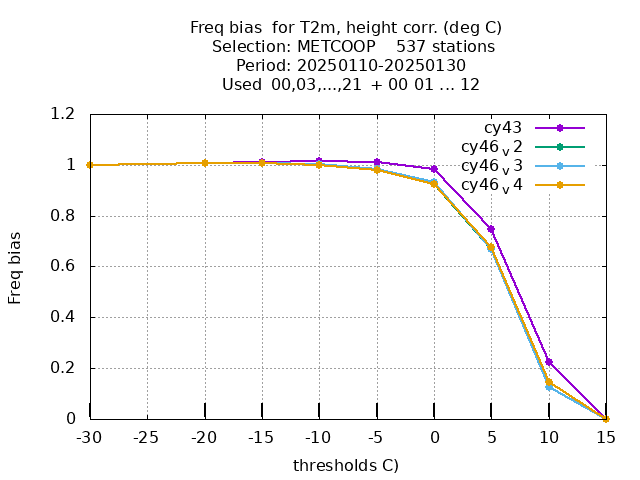 Freq bias  for T2m, height corr. (deg C)
Selection: METCOOP    537 stations
Period: 20250110-20250130
Used  00,03,...,21  + 00 01 ... 12
1.2
1
0.8
0.6
0.4
0.2
0
Freq bias
cy43
cy46v2
cy46v3
cy46v4
-30 -25 -20 -15 -10 -5 0 5 10 15
thresholds C)